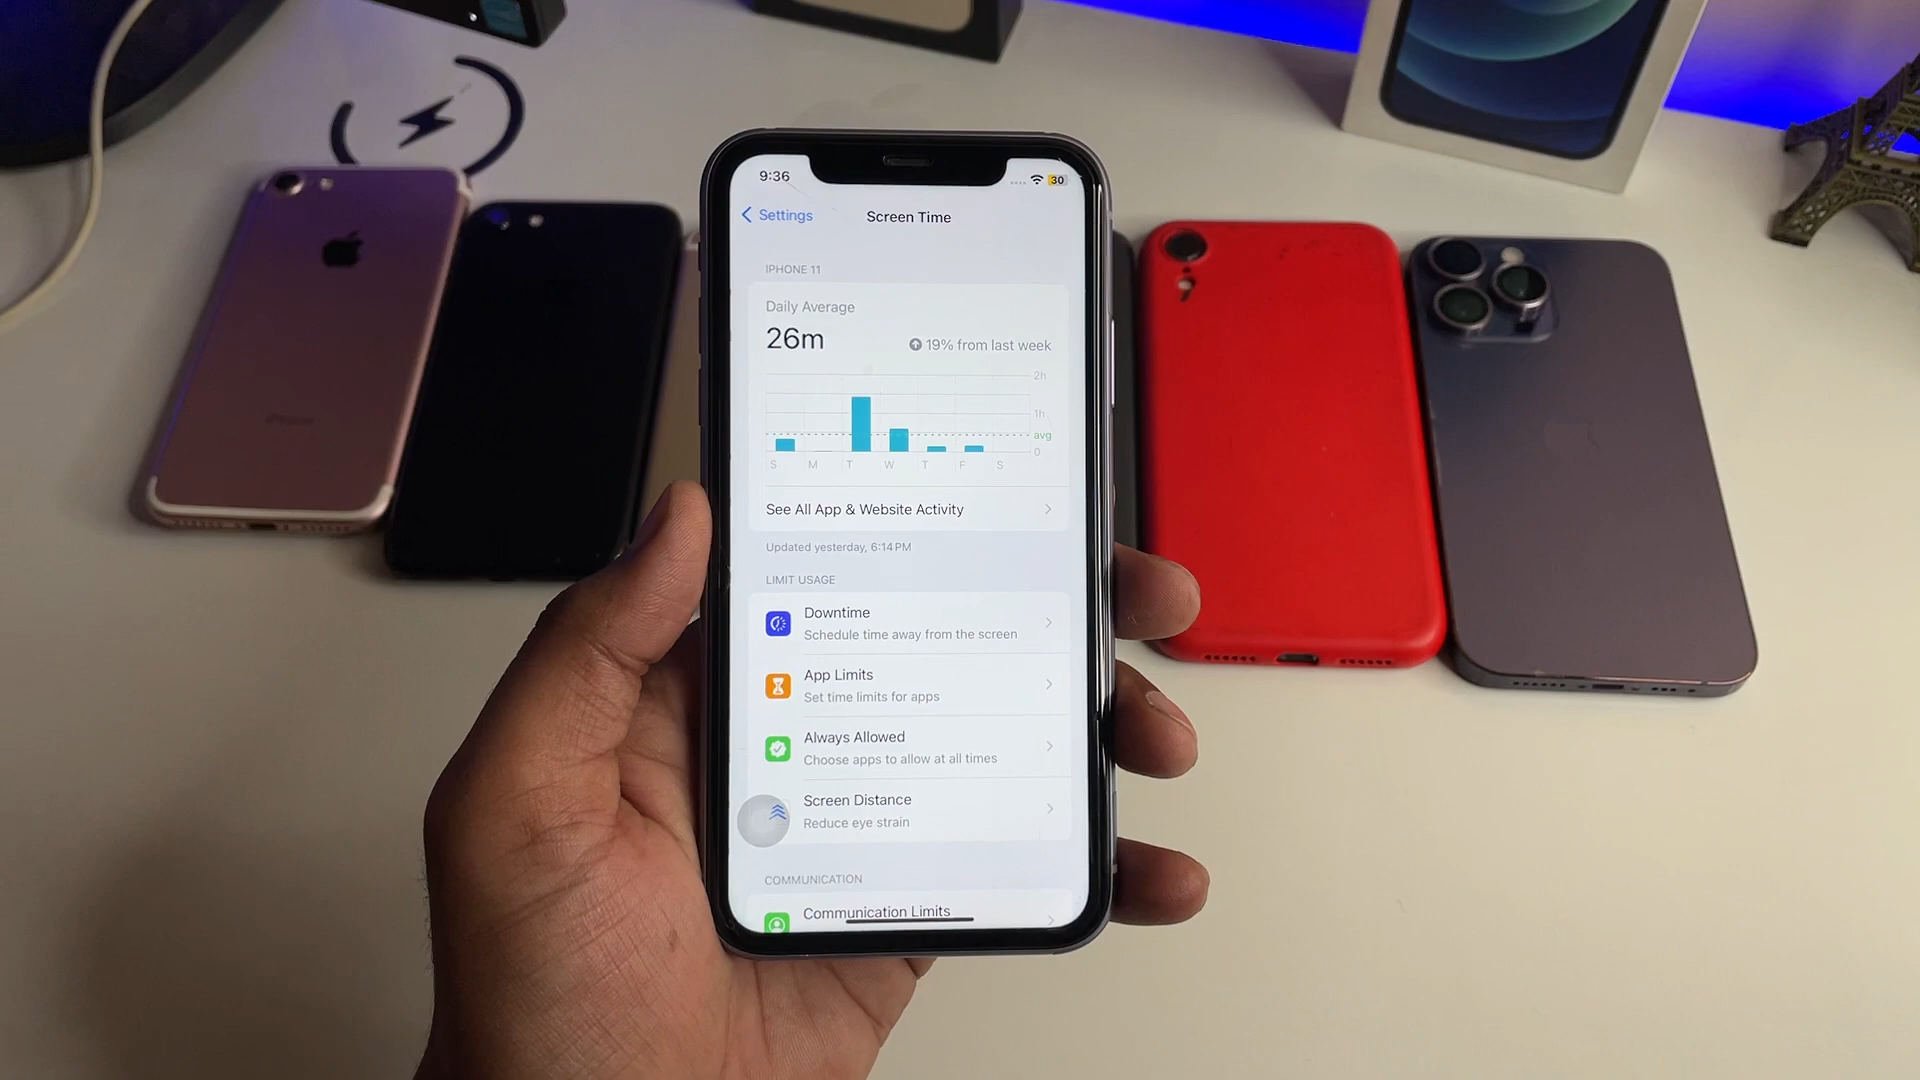 9:36
30
Settings
Screen Time
IPHONE 11
Daily Average
26m
19% from last week
2h
1h
avg
0
S M T W T F S
See All App & Website Activity
Updated yesterday, 6:14 PM
LIMIT USAGE
Downtime
Schedule time away from the screen
App Limits
Set time limits for apps
Always Allowed
Choose apps to allow at all times
Screen Distance
Reduce eye strain
COMMUNICATION
Communication Limits
iPhone